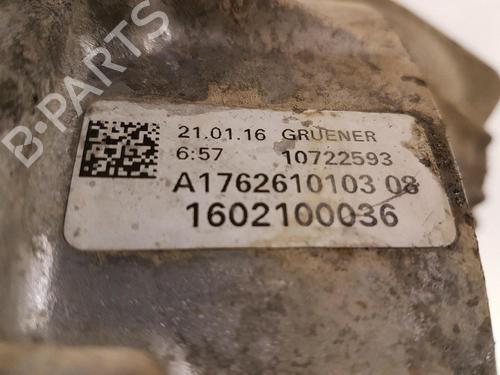 B-PARTS
21.01.16 GRUENER
6:57 10722593
A1762610103 08
1602100036